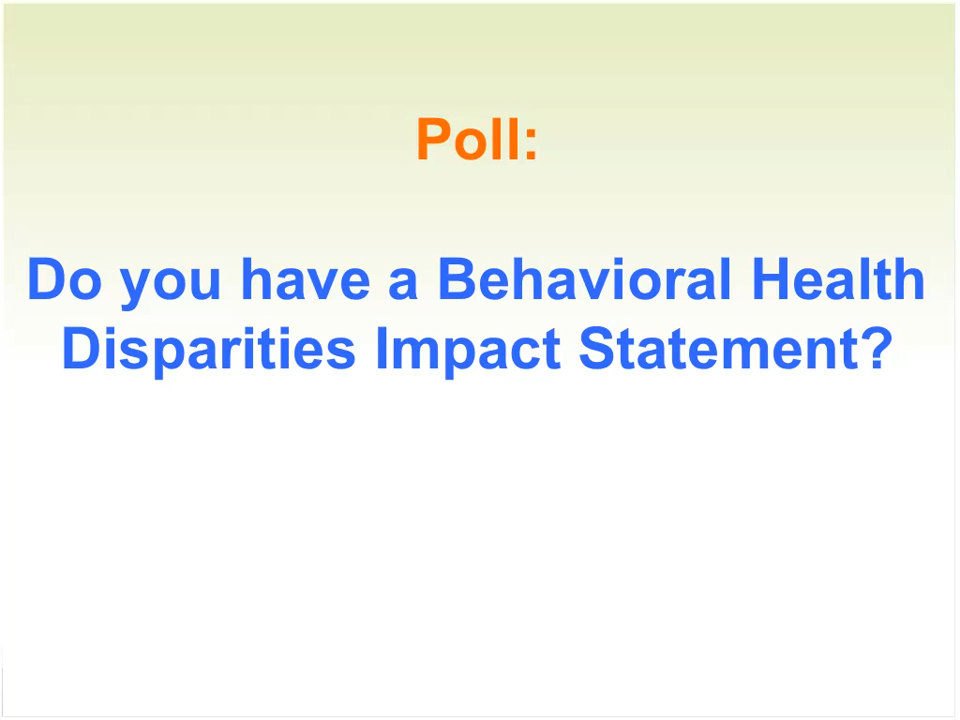 Poll:
Do you have a Behavioral Health
Disparities Impact Statement?